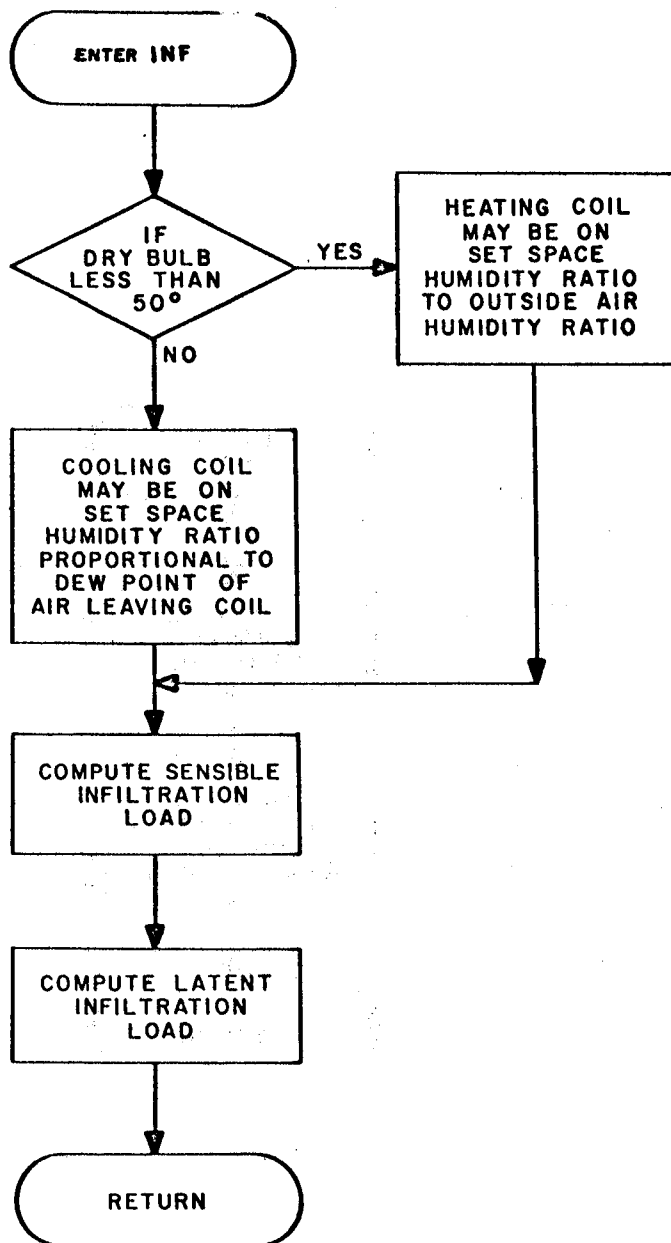 ENTER INF
IF
DRY BULB
LESS THAN
50°
YES
HEATING COIL
MAY BE ON
SET SPACE
HUMIDITY RATIO
TO OUTSIDE AIR
HUMIDITY RATIO
NO
COOLING COIL
MAY BE ON
SET SPACE
HUMIDITY RATIO
PROPORTIONAL TO
DEW POINT OF
AIR LEAVING COIL
COMPUTE SENSIBLE
INFILTRATION
LOAD
COMPUTE LATENT
INFILTRATION
LOAD
RETURN